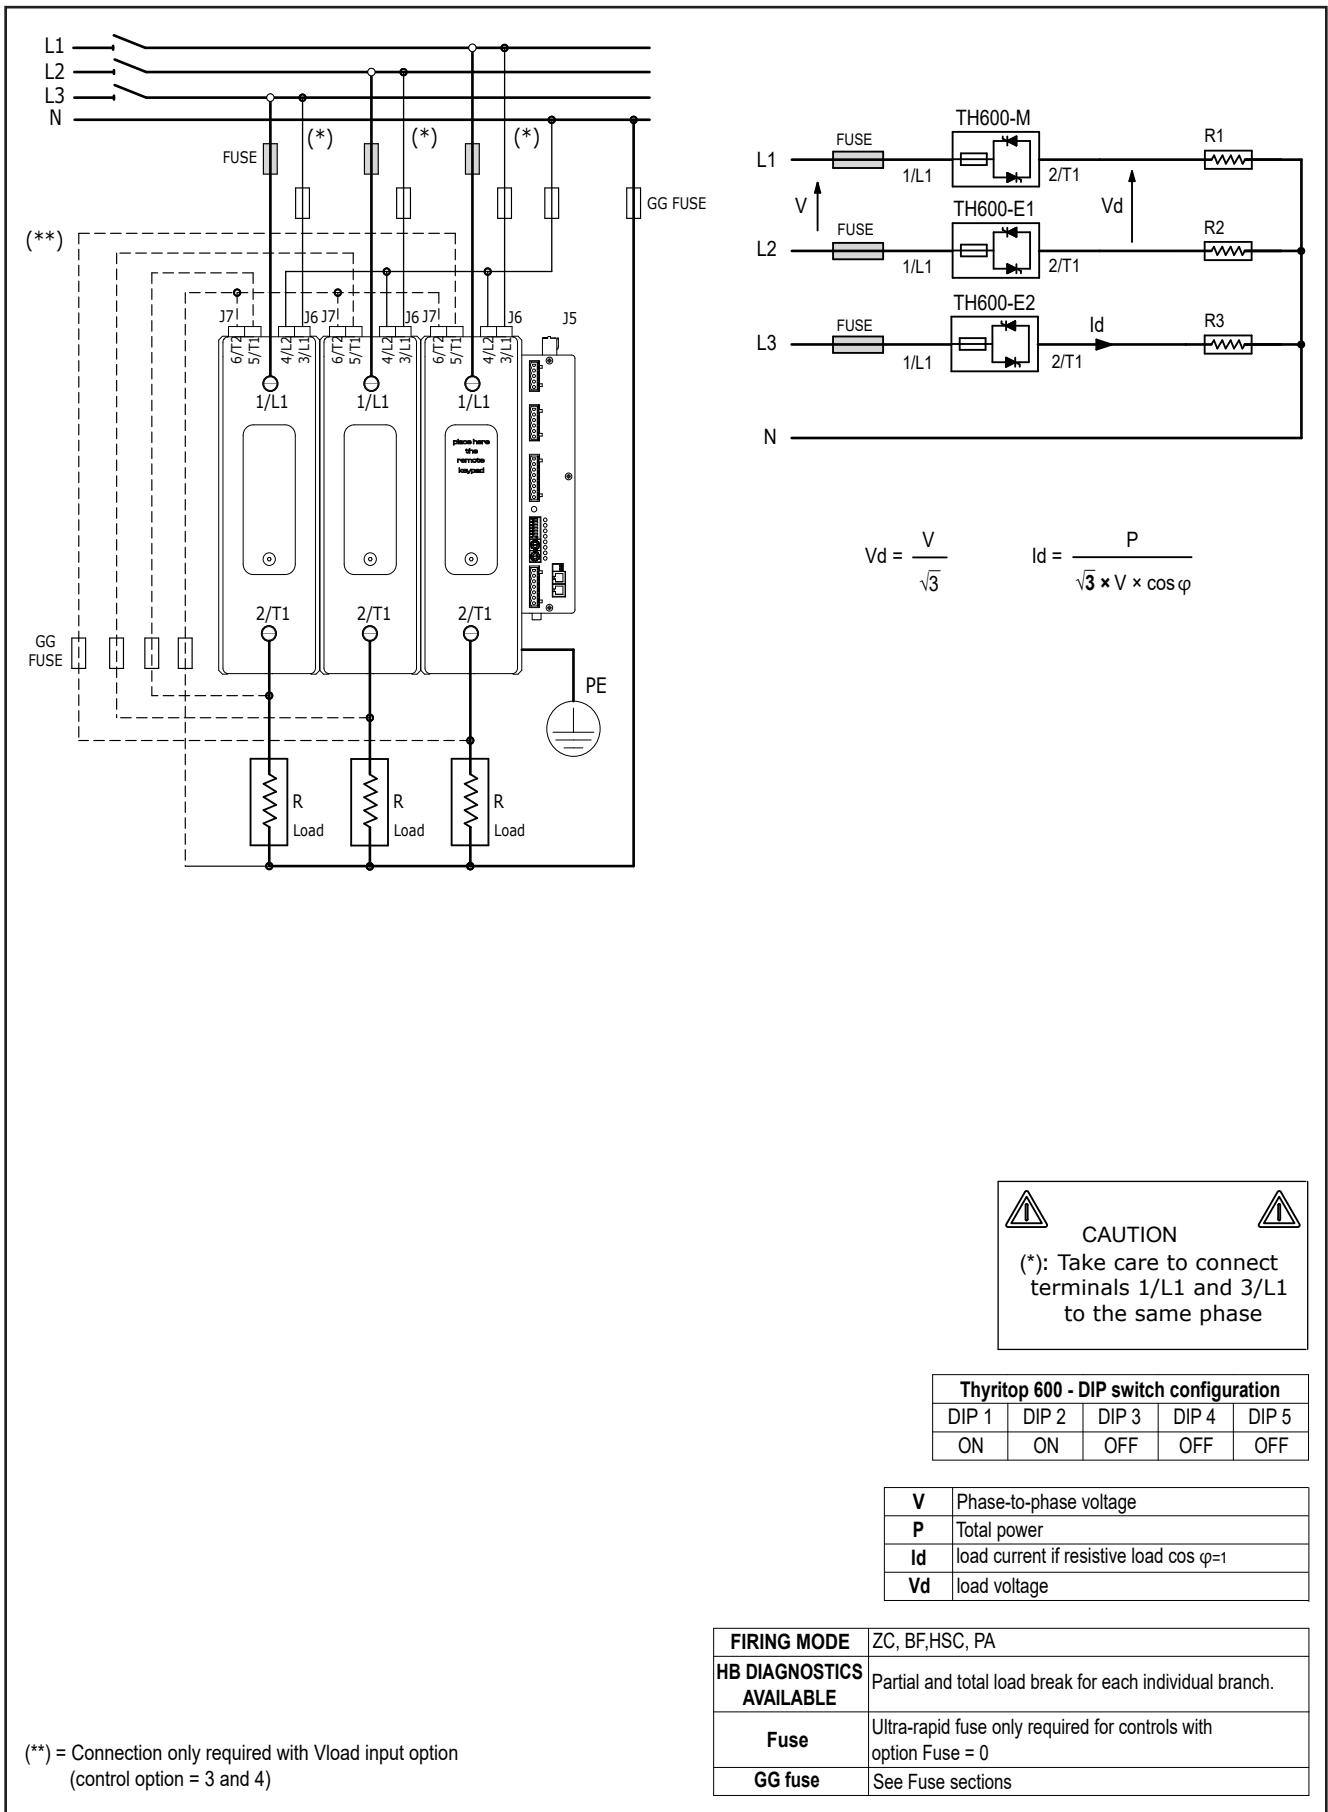 L1
L2
L3
N
(*)
(*)
(*)
FUSE
GG FUSE
(**)
J7
J6
J7
J6
J7
J6
J5
6/T2
5/T1
4/L2
3/L1
6/T2
5/T1
4/L2
3/L1
6/T2
5/T1
4/L2
3/L1
1/L1
1/L1
1/L1
place here
the
remote
keypad
2/T1
2/T1
2/T1
GG
FUSE
PE
R
Load
R
Load
R
Load
TH600-M
L1
FUSE
1/L1
2/T1
R1
V
Vd
TH600-E1
L2
FUSE
1/L1
2/T1
R2
TH600-E2
L3
FUSE
1/L1
Id
2/T1
R3
N
Vd = V / √3
Id = P / √3 × V × cos φ
CAUTION
(*): Take care to connect
terminals 1/L1 and 3/L1
to the same phase
Thyritop 600 - DIP switch configuration
DIP 1 DIP 2 DIP 3 DIP 4 DIP 5
ON ON OFF OFF OFF
V Phase-to-phase voltage
P Total power
Id load current if resistive load cos φ=1
Vd load voltage
FIRING MODE ZC, BF,HSC, PA
HB DIAGNOSTICS
AVAILABLE
Partial and total load break for each individual branch.
Fuse
Ultra-rapid fuse only required for controls with
option Fuse = 0
GG fuse See Fuse sections
(**) = Connection only required with Vload input option
(control option = 3 and 4)